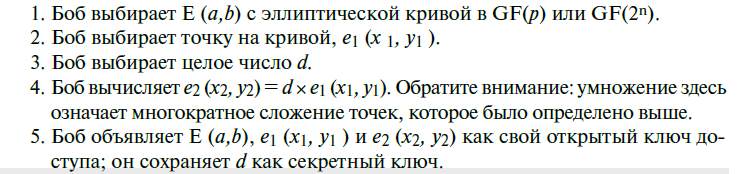 1. Боб выбирает E (a,b) с эллиптической кривой в GF(p) или GF(2ⁿ).
2. Боб выбирает точку на кривой, e₁ (x ₁, y₁ ).
3. Боб выбирает целое число d.
4. Боб вычисляет e₂ (x₂, y₂) = d × e₁ (x₁, y₁). Обратите внимание: умножение здесь
означает многократное сложение точек, которое было определено выше.
5. Боб объявляет E (a,b), e₁ (x₁, y₁ ) и e₂ (x₂, y₂) как свой открытый ключ до-
ступа; он сохраняет d как секретный ключ.